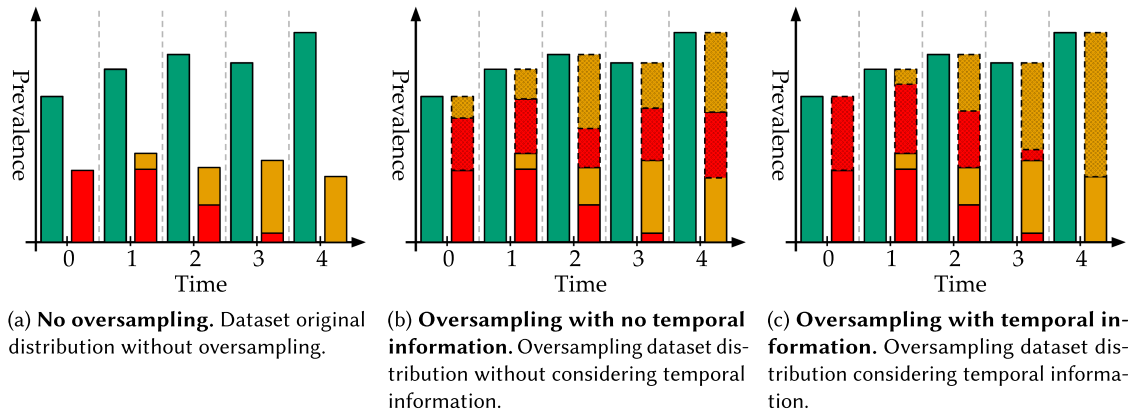 Prevalence
0 1 2 3 4
Time
(a) No oversampling. Dataset original
distribution without oversampling.
Prevalence
0 1 2 3 4
Time
(b) Oversampling with no temporal
information. Oversampling dataset dis-
tribution without considering temporal
information.
Prevalence
0 1 2 3 4
Time
(c) Oversampling with temporal in-
formation. Oversampling dataset dis-
tribution considering temporal informa-
tion.